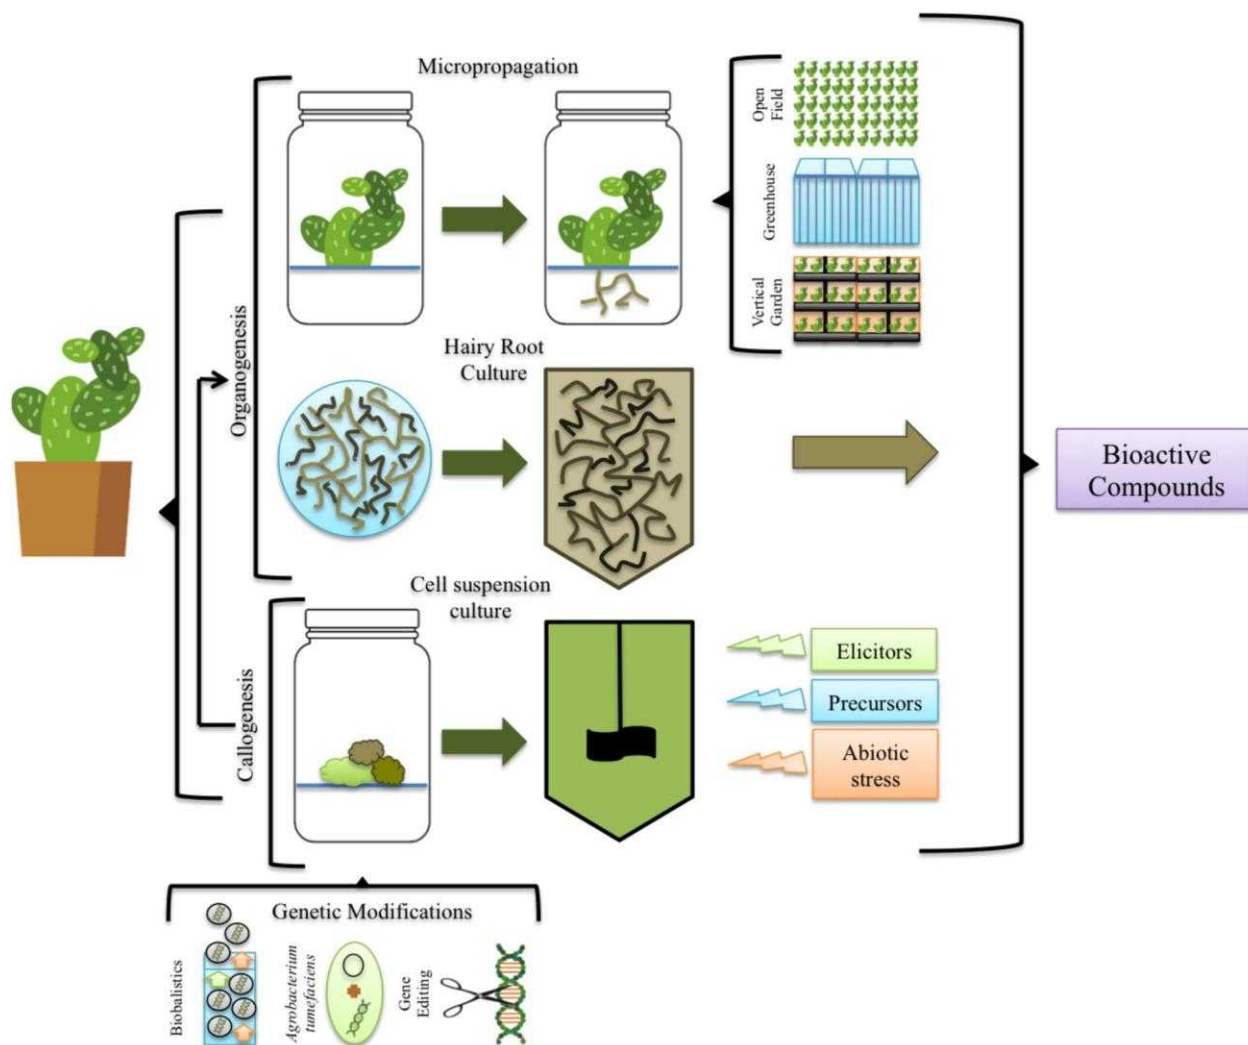 Micropropagation
Open
Field
Greenhouse
Vertical
Garden
Organogenesis
Hairy Root
Culture
Bioactive
Compounds
Cell suspension
culture
Callogenesis
Elicitors
Precursors
Abiotic
stress
Genetic Modifications
Biobalistics
Agrobacterium
tumefaciens
Gene
Editing